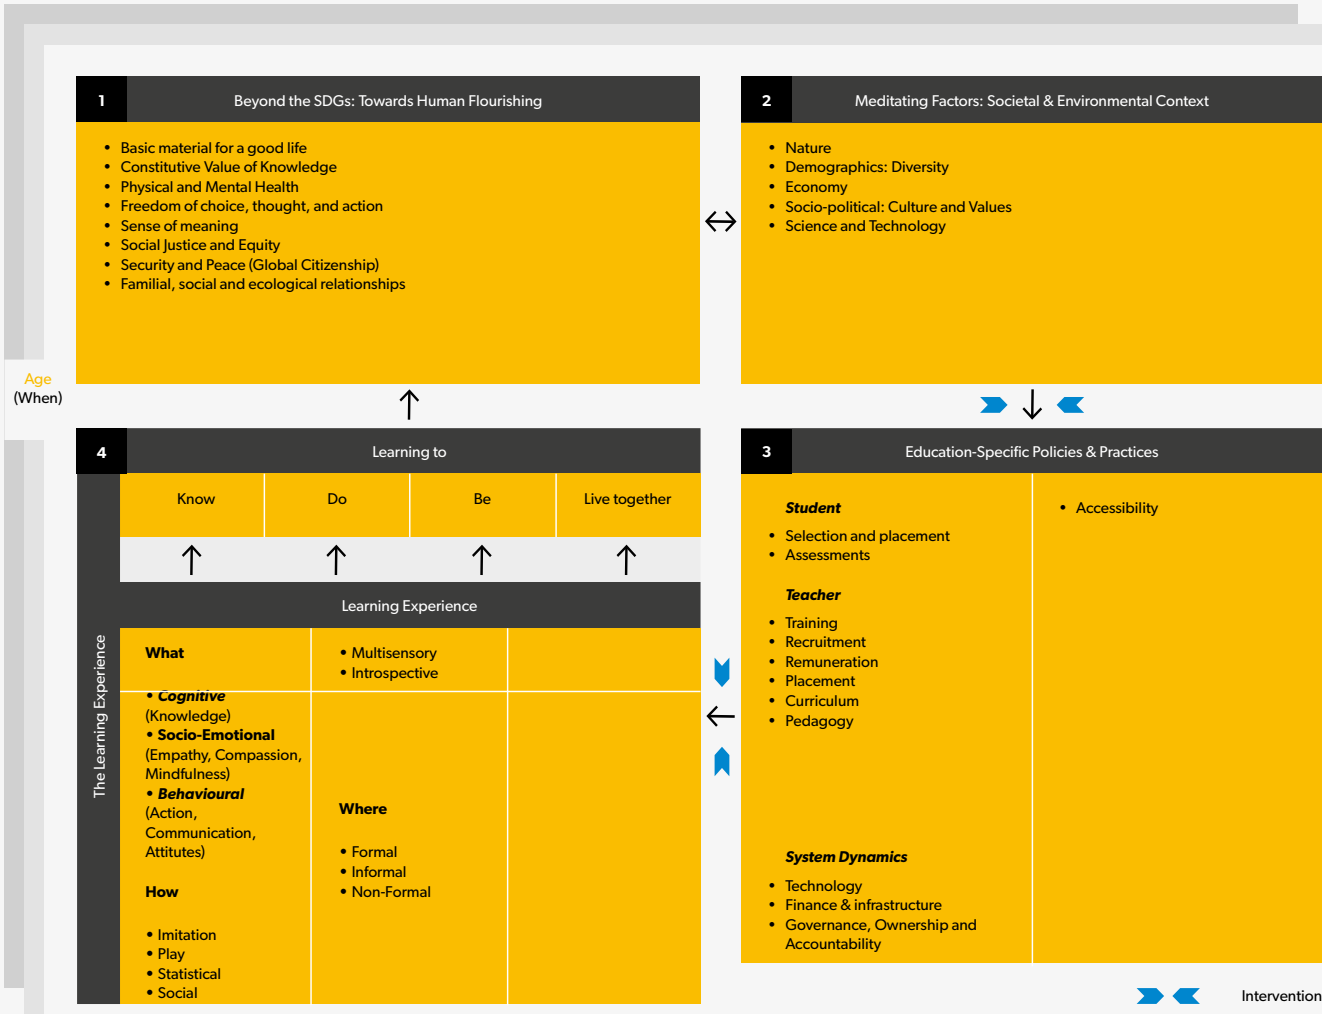 1
Beyond the SDGs: Towards Human Flourishing
• Basic material for a good life
• Constitutive Value of Knowledge
• Physical and Mental Health
• Freedom of choice, thought, and action
• Sense of meaning
• Social Justice and Equity
• Security and Peace (Global Citizenship)
• Familial, social and ecological relationships
2
Meditating Factors: Societal & Environmental Context
• Nature
• Demographics: Diversity
• Economy
• Socio-political: Culture and Values
• Science and Technology
Age
(When)
4
Learning to
Know
Do
Be
Live together
Learning Experience
The Learning Experience
What
• Cognitive
(Knowledge)
• Socio-Emotional
(Empathy, Compassion,
Mindfulness)
• Behavioural
(Action,
Communication,
Attitutes)
How
• Imitation
• Play
• Statistical
• Social
• Multisensory
• Introspective
Where
• Formal
• Informal
• Non-Formal
3
Education-Specific Policies & Practices
Student
• Selection and placement
• Assessments
Teacher
• Training
• Recruitment
• Remuneration
• Placement
• Curriculum
• Pedagogy
System Dynamics
• Technology
• Finance & infrastructure
• Governance, Ownership and
Accountability
• Accessibility
Intervention